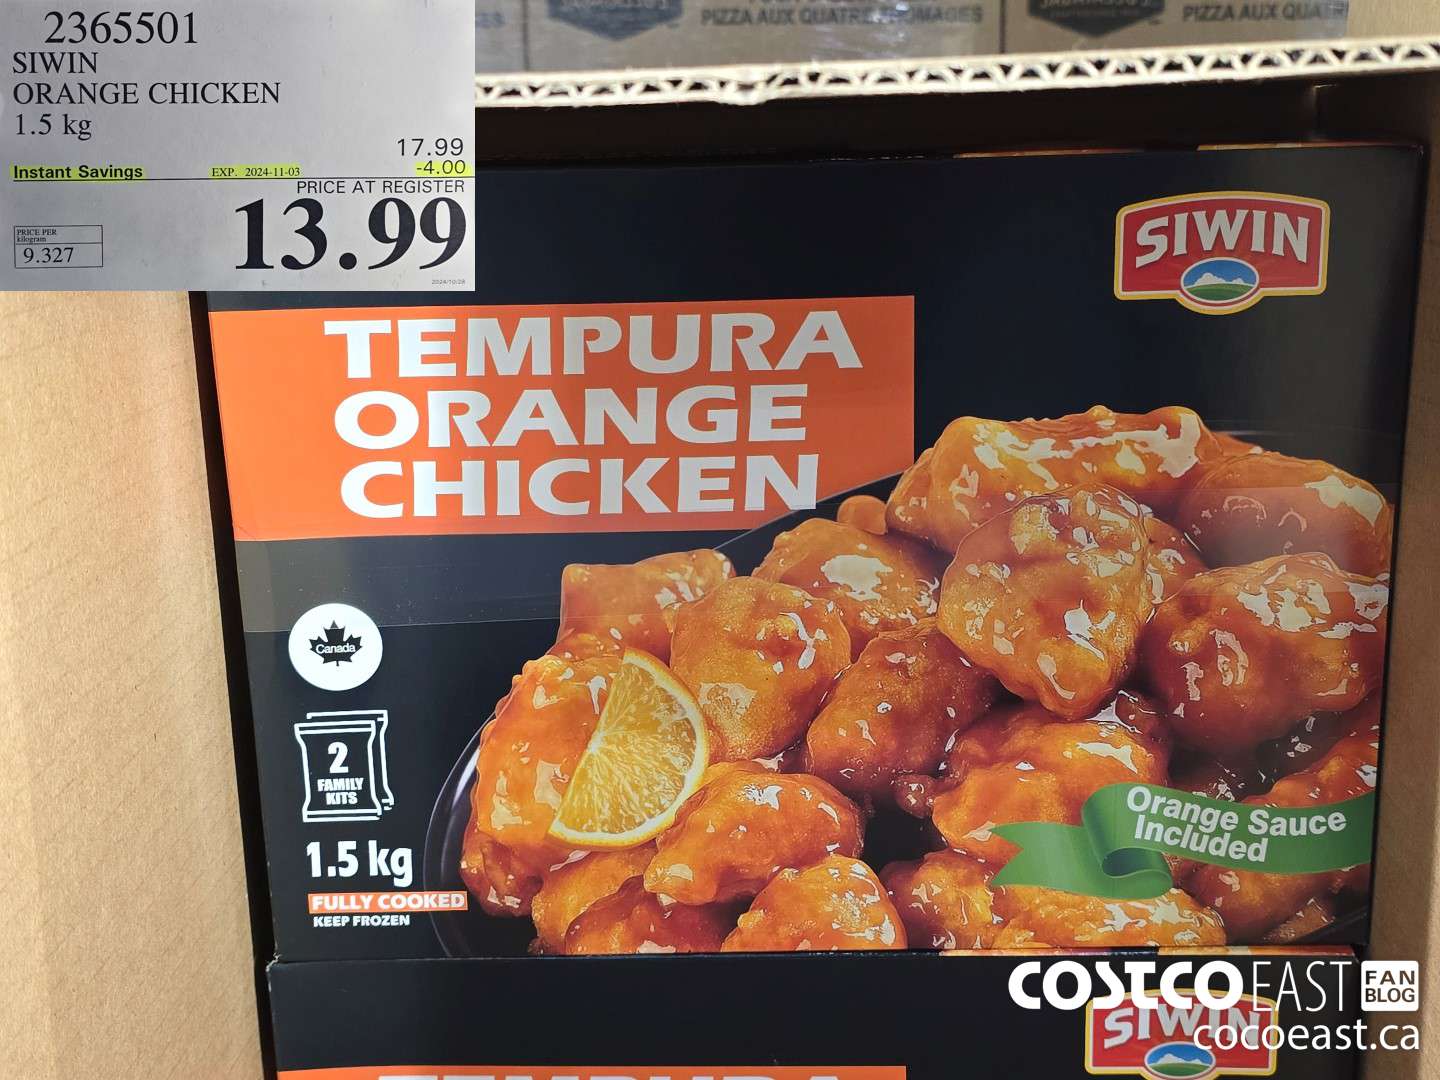 2365501
SIWIN
ORANGE CHICKEN
1.5 kg
17.99
Instant Savings EXP. 2024-11-03 -4.00
PRICE AT REGISTER
13.99
PRICE PER
kilogram
9.327
2024/10/28
PIZZA AUX QUATRE FROMAGES
PIZZA AUX QUATR
SIWIN
TEMPURA
ORANGE
CHICKEN
Canada
2
FAMILY
KITS
1.5 kg
FULLY COOKED
KEEP FROZEN
Orange Sauce
Included
COSTCO EAST FAN
BLOG
cocoeast.ca
SIWIN
TEMPURA